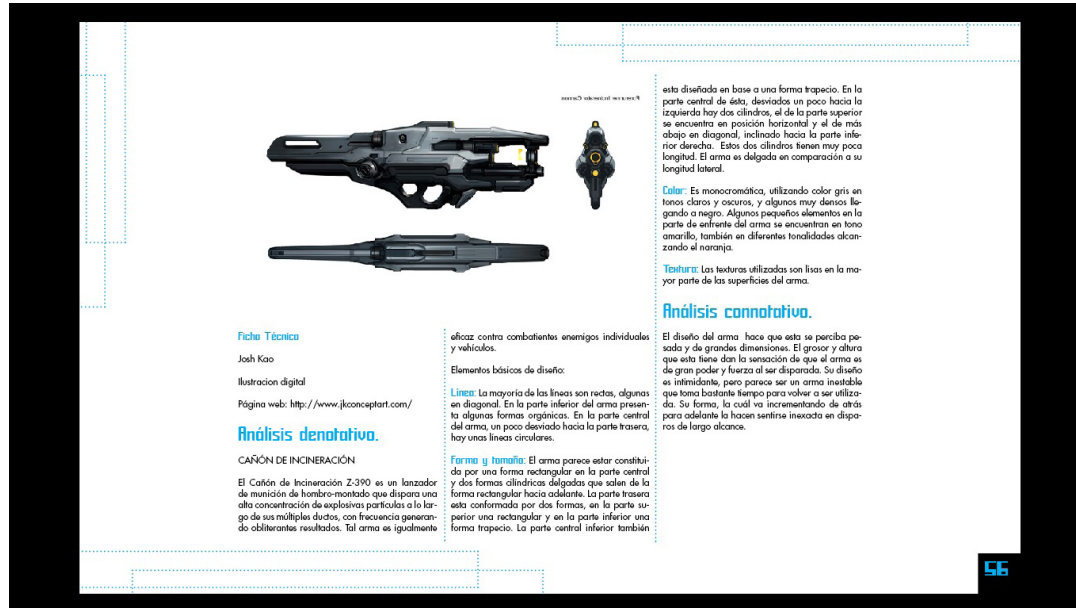 Ficha Técnica
Josh Kao
Ilustracion digital
Página web: http://www.jkconceptart.com/
Análisis denotativo.
CAÑÓN DE INCINERACIÓN
El Cañón de Incineración Z-390 es un lanzador
de munición de hombro-montado que dispara una
alta concentración de explosivas partículas a lo lar-
go de sus múltiples ductos, con frecuencia generan-
do obliterantes resultados. Tal arma es igualmente
eficaz contra combatientes enemigos individuales
y vehículos.
Elementos básicos de diseño:
Línea: La mayoría de las líneas son rectas, algunas
en diagonal. En la parte inferior del arma presen-
ta algunas formas orgánicas. En la parte central
del arma, un poco desviado hacia la parte trasera,
hay unas líneas circulares.
Forma y tamaño: El arma parece estar constitui-
da por una forma rectangular en la parte central
y dos formas cilíndricas delgadas que salen de la
forma rectangular hacia adelante. La parte trasera
esta conformada por dos formas, en la parte su-
perior una rectangular y en la parte inferior una
forma trapecio. La parte central inferior también
esta diseñada en base a una forma trapecio. En la
parte central de ésta, desviados un poco hacia la
izquierda hay dos cilindros, el de la parte superior
se encuentra en posición horizontal y el de más
abajo en diagonal, inclinado hacia la parte infe-
rior derecha. Estos dos cilindros tienen muy poca
longitud. El arma es delgada en comparación a su
longitud lateral.
Color: Es monocromática, utilizando color gris en
tonos claros y oscuros, y algunos muy densos lle-
gando a negro. Algunos pequeños elementos en la
parte de enfrente del arma se encuentran en tono
amarillo, también en diferentes tonalidades alcan-
zando el naranja.
Textura: Las texturas utilizadas son lisas en la ma-
yor parte de las superficies del arma.
Análisis connotativo.
El diseño del arma hace que esta se perciba pe-
sada y de grandes dimensiones. El grosor y altura
que esta tiene dan la sensación de que el arma es
de gran poder y fuerza al ser disparada. Su diseño
es intimidante, pero parece ser un arma inestable
que toma bastante tiempo para volver a ser utiliza-
da. Su forma, la cuál va incrementando de atrás
para adelante la hacen sentirse inexacta en dispa-
ros de largo alcance.
56